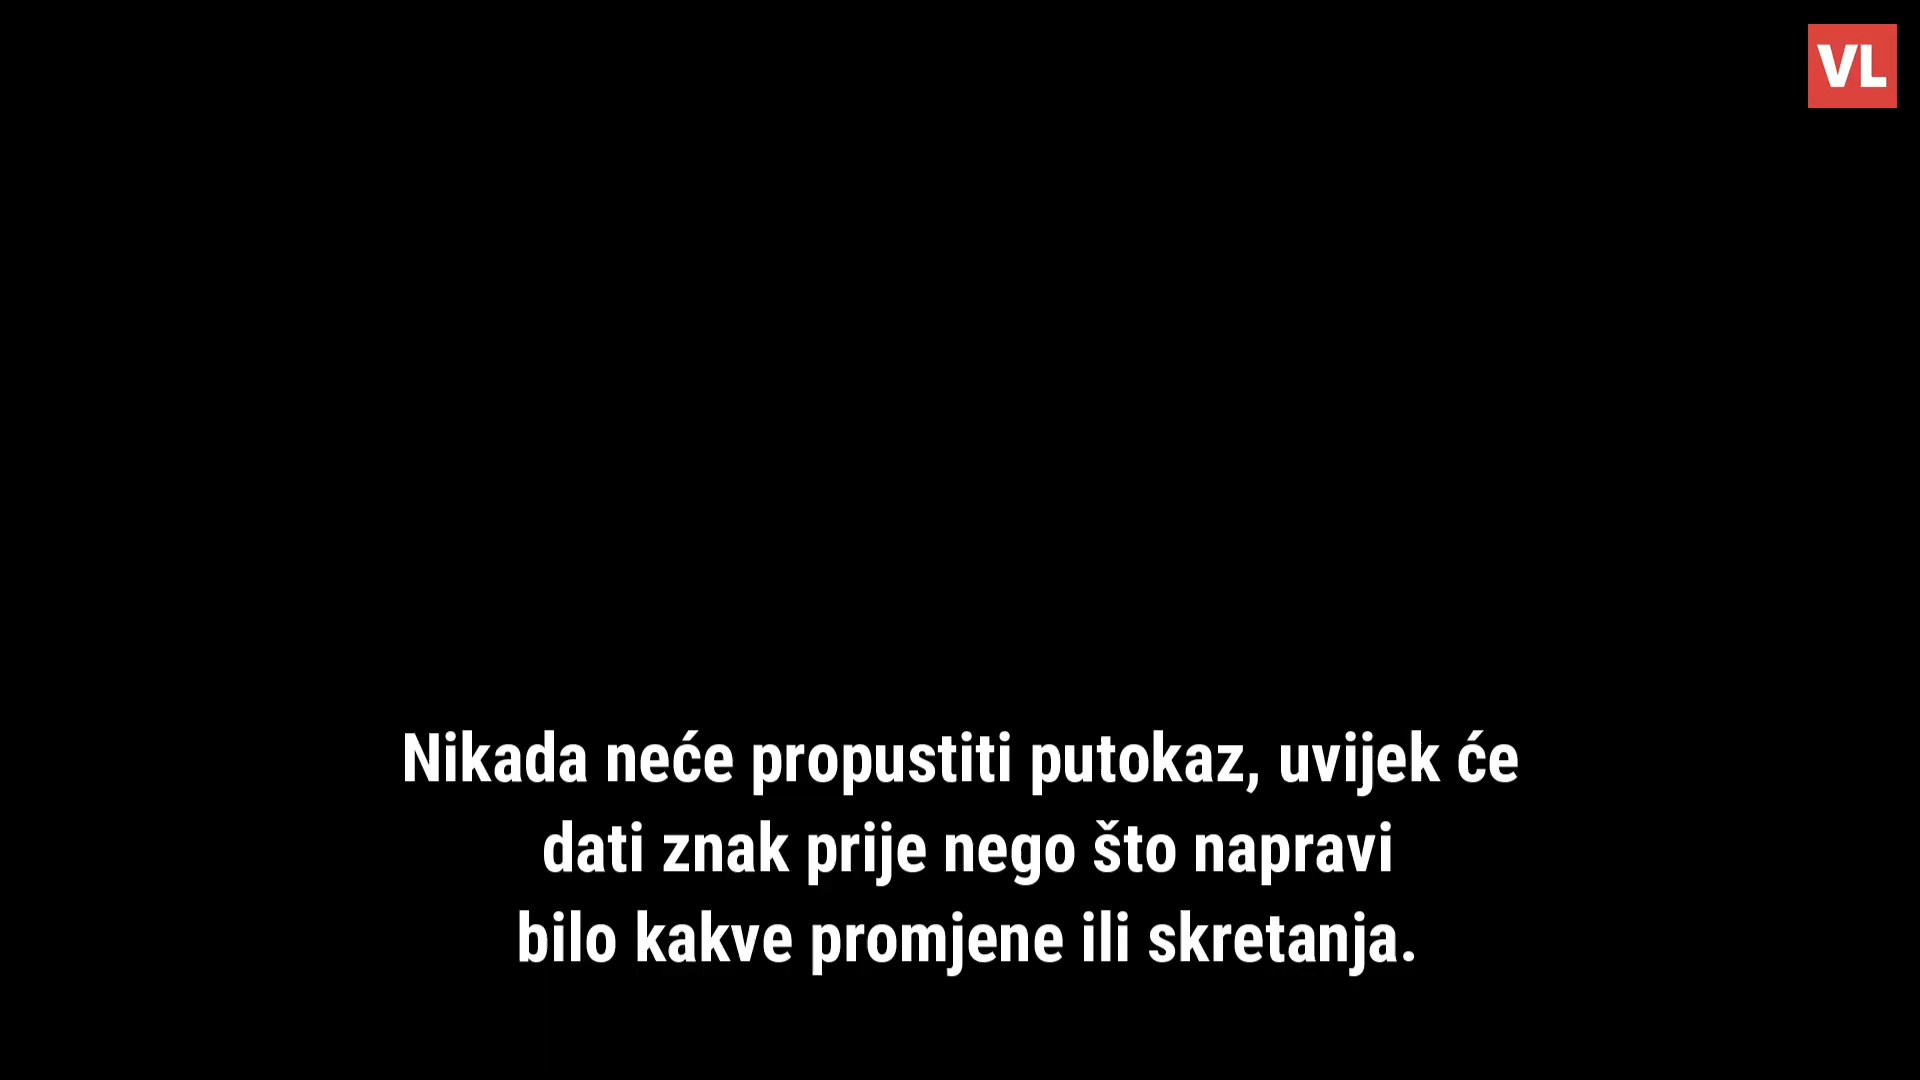 VL
Nikada neće propustiti putokaz, uvijek će
dati znak prije nego što napravi
bilo kakve promjene ili skretanja.